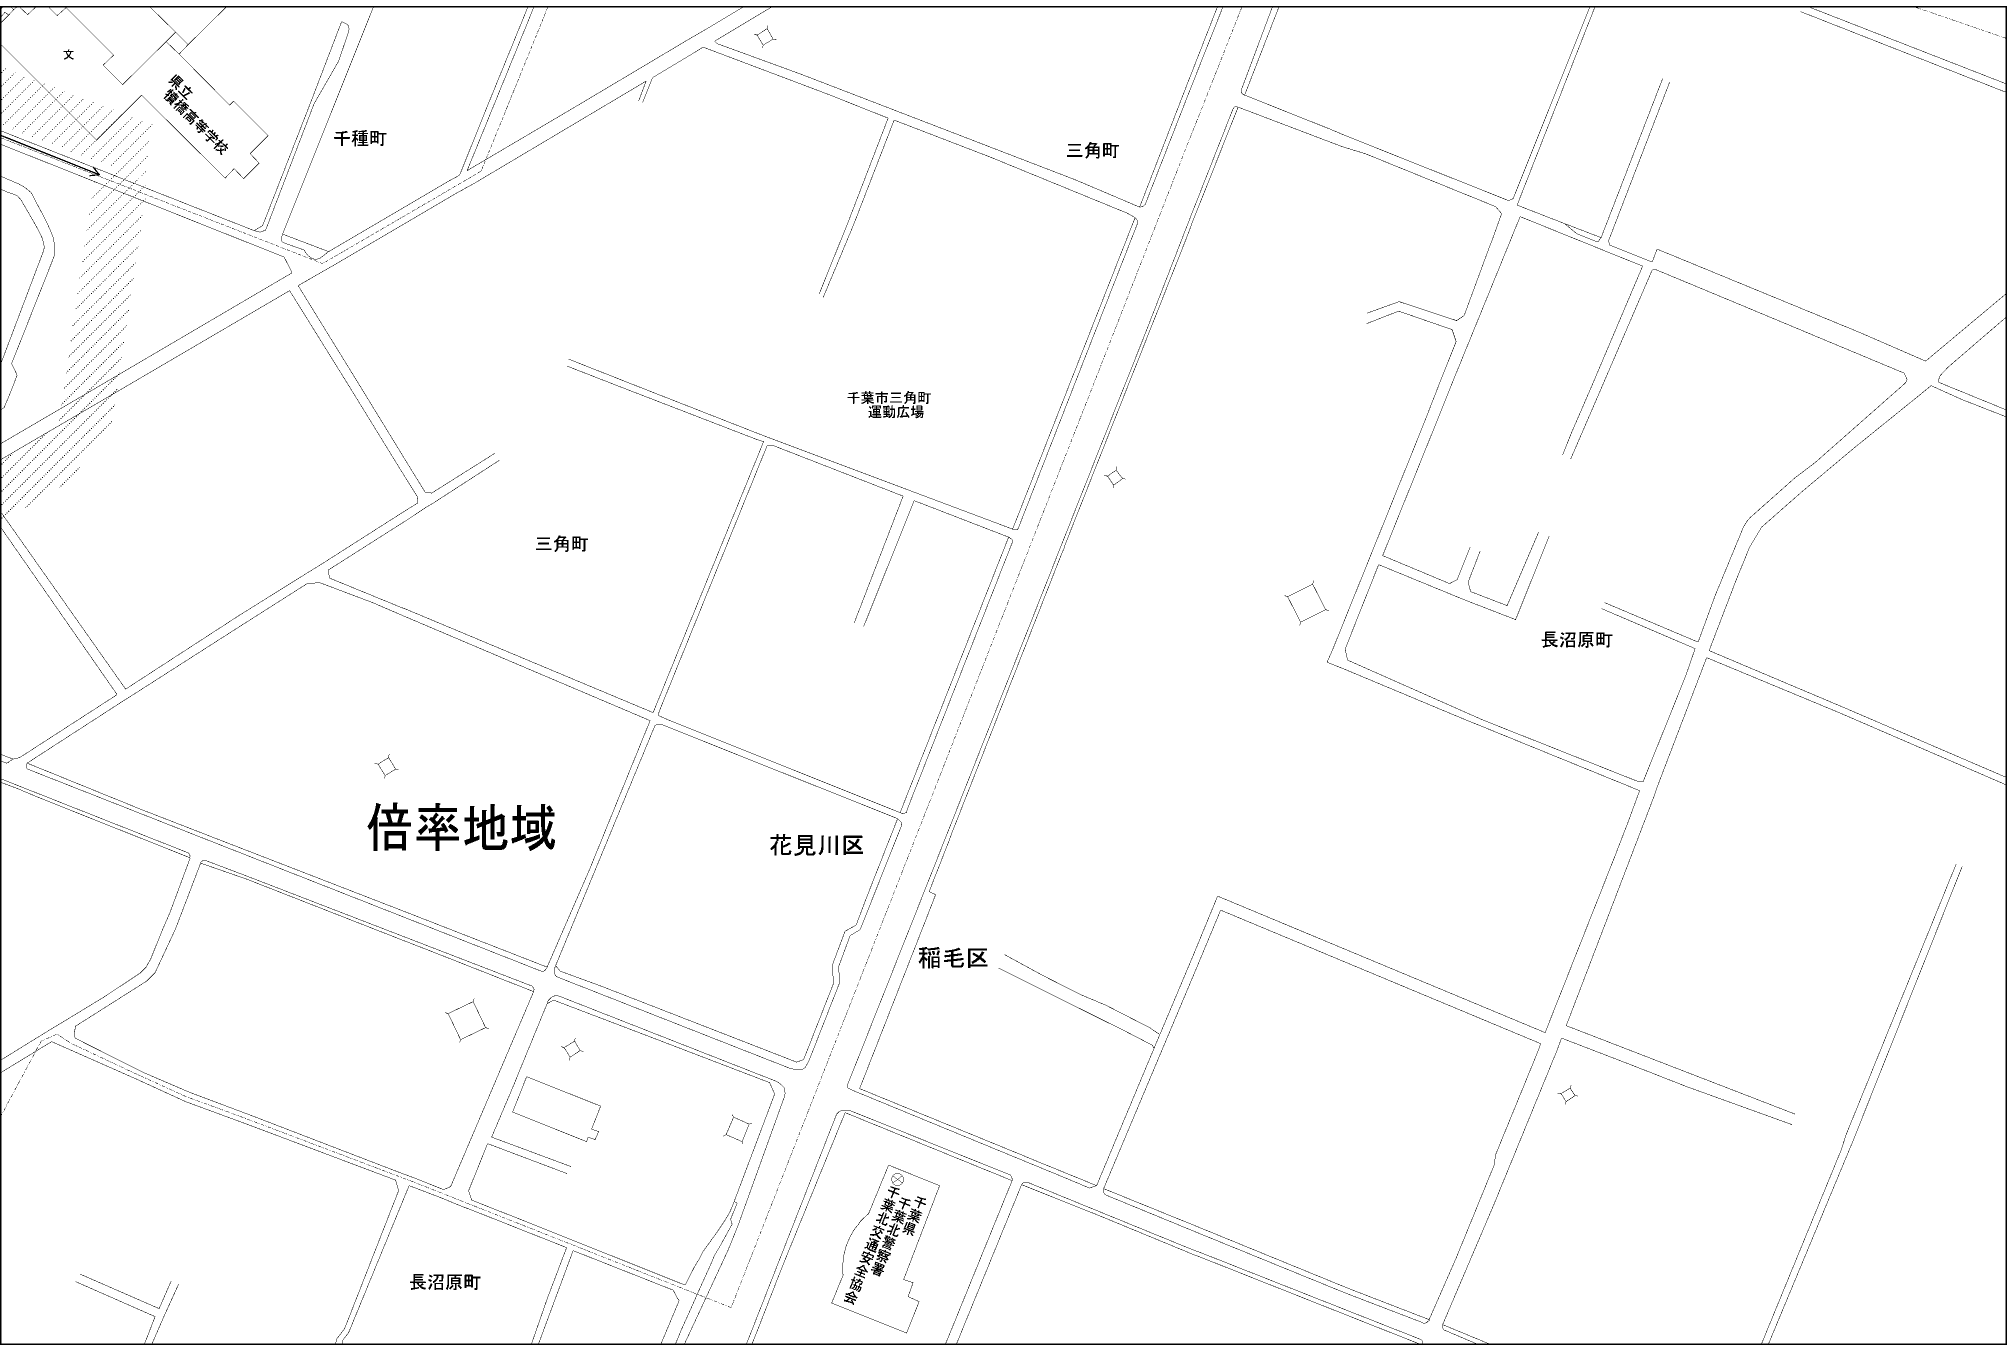 文
県立
犢橋高等学校
千種町
三角町
千葉市三角町
運動広場
三角町
長沼原町
倍率地域
花見川区
稲毛区
千葉県
千葉北警察署
千葉北交通安全協会
長沼原町